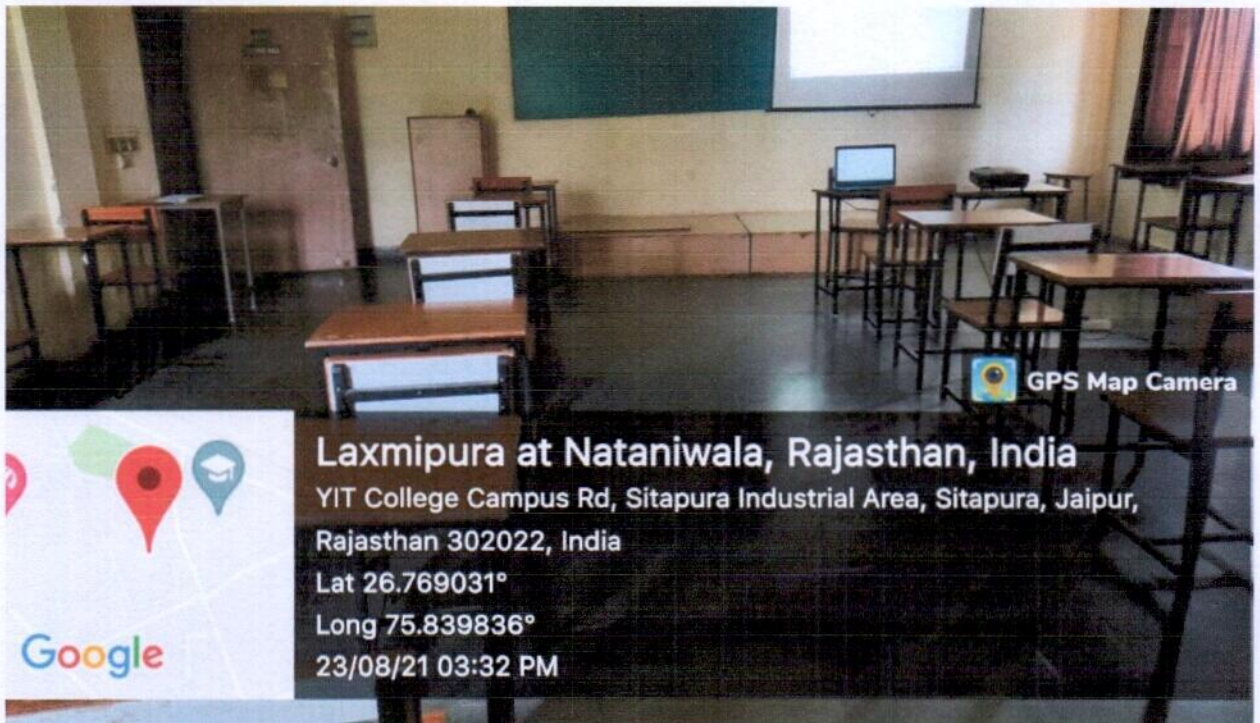 GPS Map Camera
Laxmipura at Nataniwala, Rajasthan, India
YIT College Campus Rd, Sitapura Industrial Area, Sitapura, Jaipur,
Rajasthan 302022, India
Lat 26.769031°
Long 75.839836°
23/08/21 03:32 PM
Google